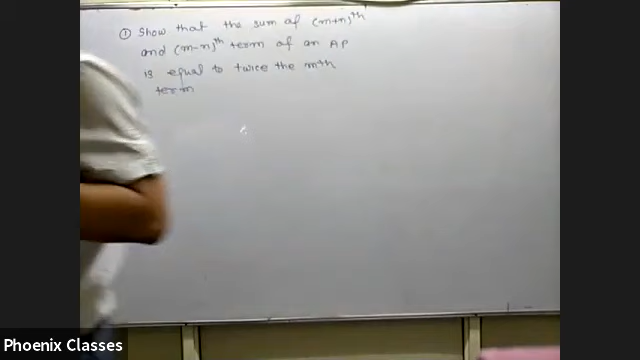 ① Show that the sum of (m+n)th
and (m-n)th term of an AP
is equal to twice the mth
term
Phoenix Classes